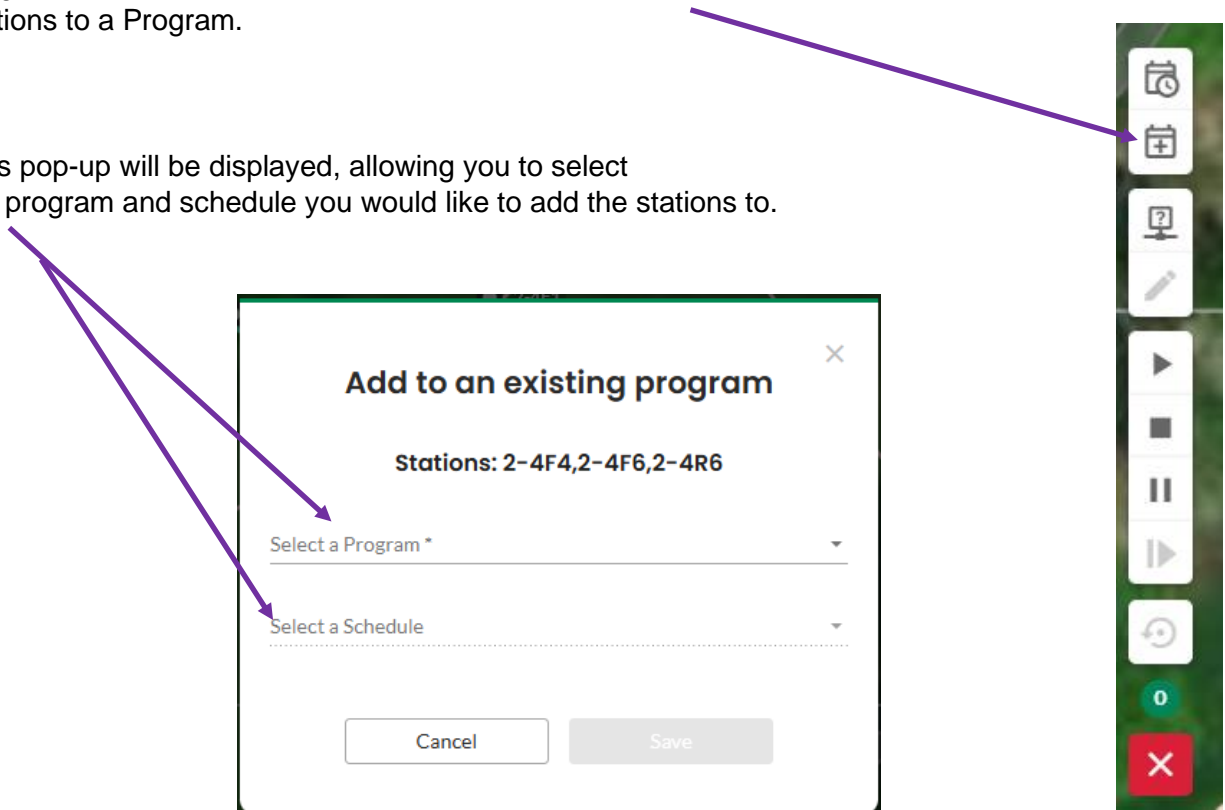 tions to a Program.
s pop-up will be displayed, allowing you to select
program and schedule you would like to add the stations to.
Add to an existing program
Stations: 2-4F4,2-4F6,2-4R6
Select a Program *
Select a Schedule
Cancel
Save
?
0